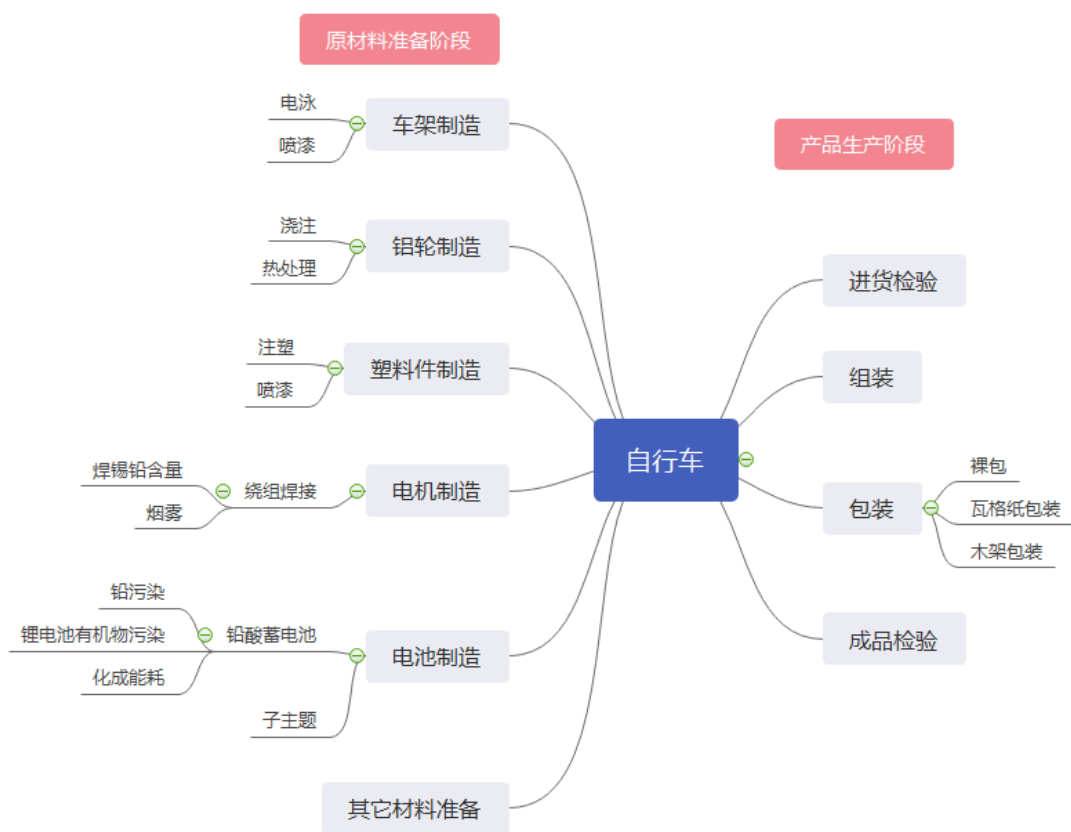 原材料准备阶段
电泳
喷漆
车架制造
浇注
热处理
铝轮制造
注塑
喷漆
塑料件制造
焊锡铅含量
烟雾
绕组焊接
电机制造
铅污染
锂电池有机物污染
化成能耗
铅酸蓄电池
子主题
电池制造
其它材料准备
自行车
产品生产阶段
进货检验
组装
包装
裸包
瓦格纸包装
木架包装
成品检验